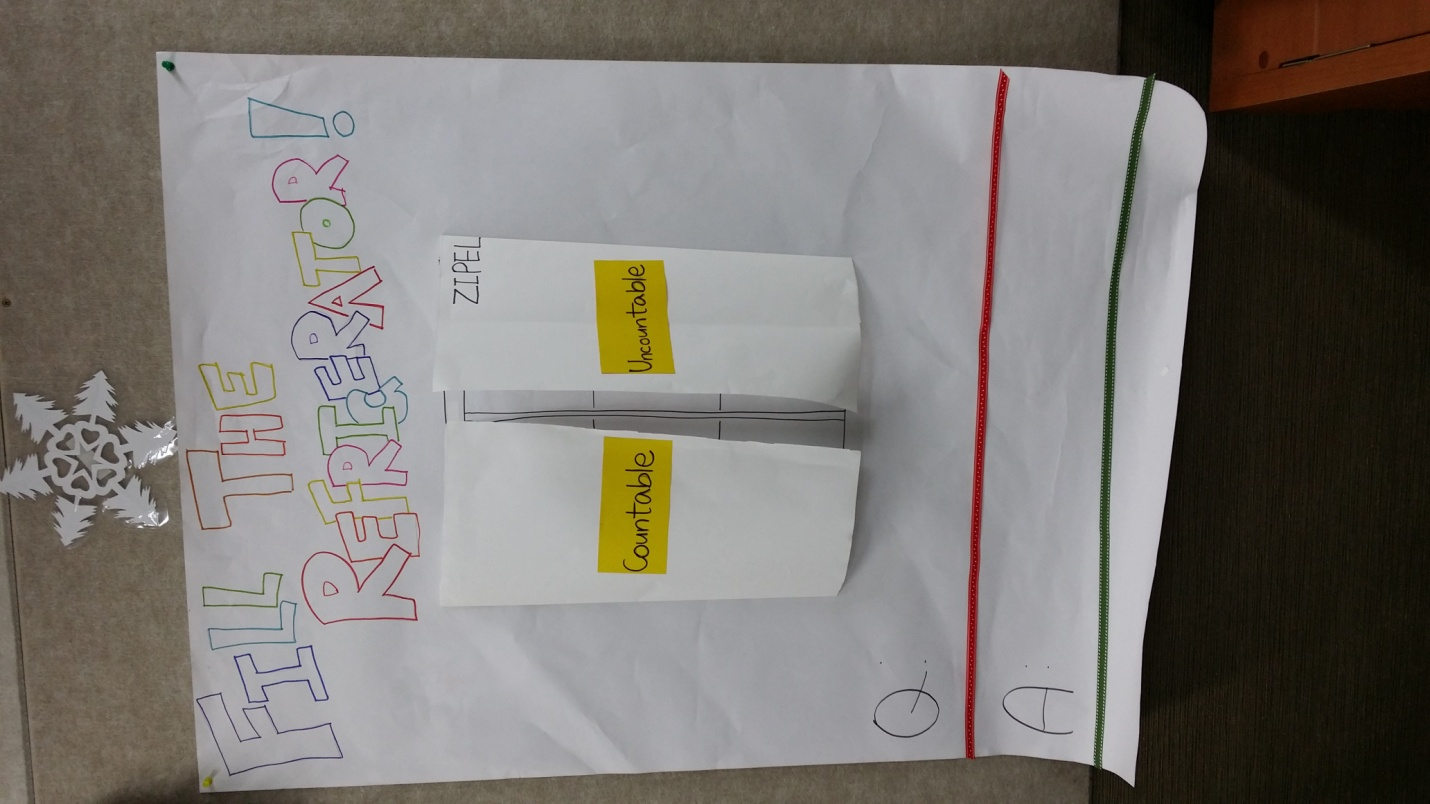 FILL THE
REFRIGERATOR!
ZIPEL
Countable
Uncountable
Q:
A: